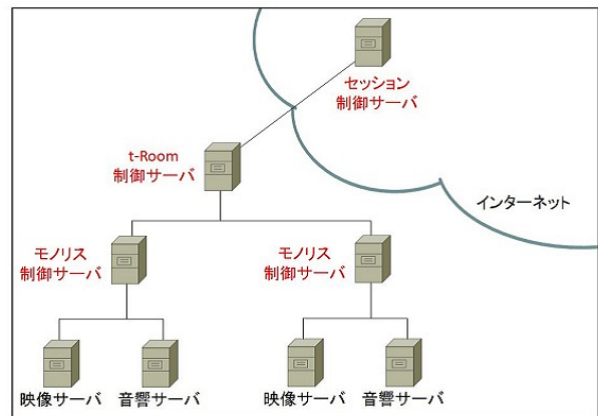 セッション
制御サーバ
t-Room
制御サーバ
インターネット
モノリス
制御サーバ
モノリス
制御サーバ
映像サーバ
音響サーバ
映像サーバ
音響サーバ